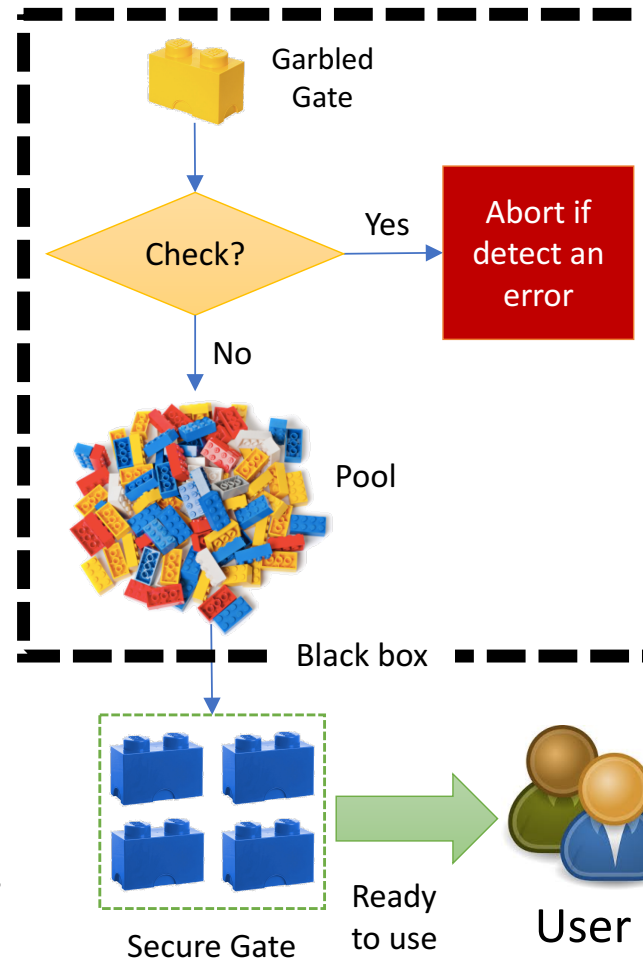 Garbled
Gate
Check?
Yes
Abort if
detect an
error
No
Pool
Black box
Secure Gate
Ready
to use
User